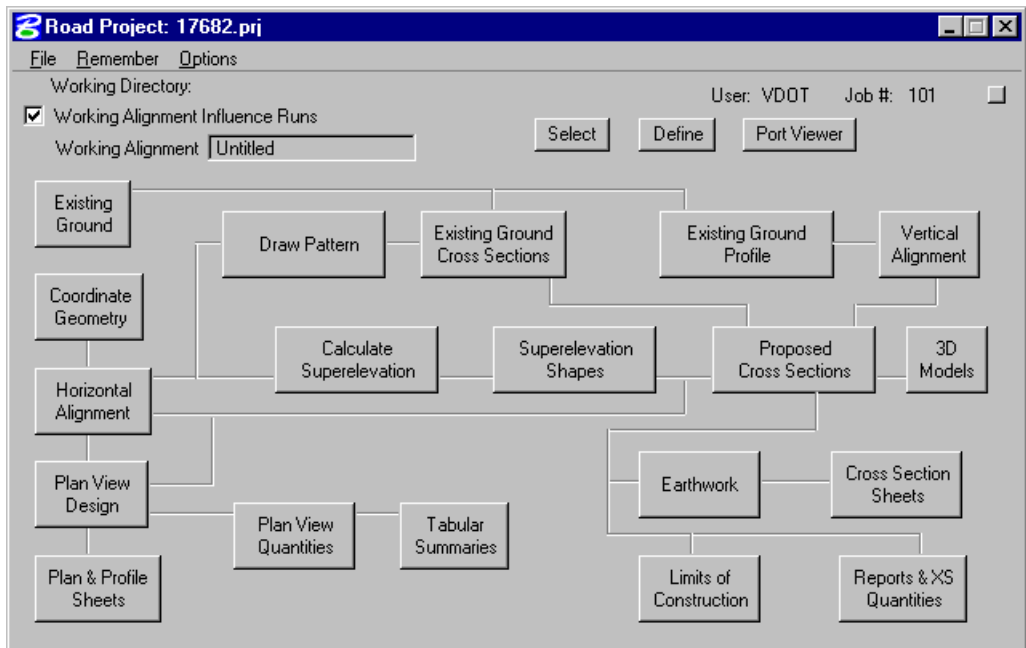 Road Project: 17682.prj
File Remember Options
Working Directory:
User: VDOT Job #: 101
Working Alignment Influence Runs
Working Alignment Untitled
Select Define Port Viewer
Existing
Ground
Draw Pattern
Existing Ground
Cross Sections
Existing Ground
Profile
Vertical
Alignment
Coordinate
Geometry
Calculate
Superelevation
Superelevation
Shapes
Proposed
Cross Sections
3D
Models
Horizontal
Alignment
Plan View
Design
Earthwork
Cross Section
Sheets
Plan View
Quantities
Tabular
Summaries
Plan & Profile
Sheets
Limits of
Construction
Reports & XS
Quantities